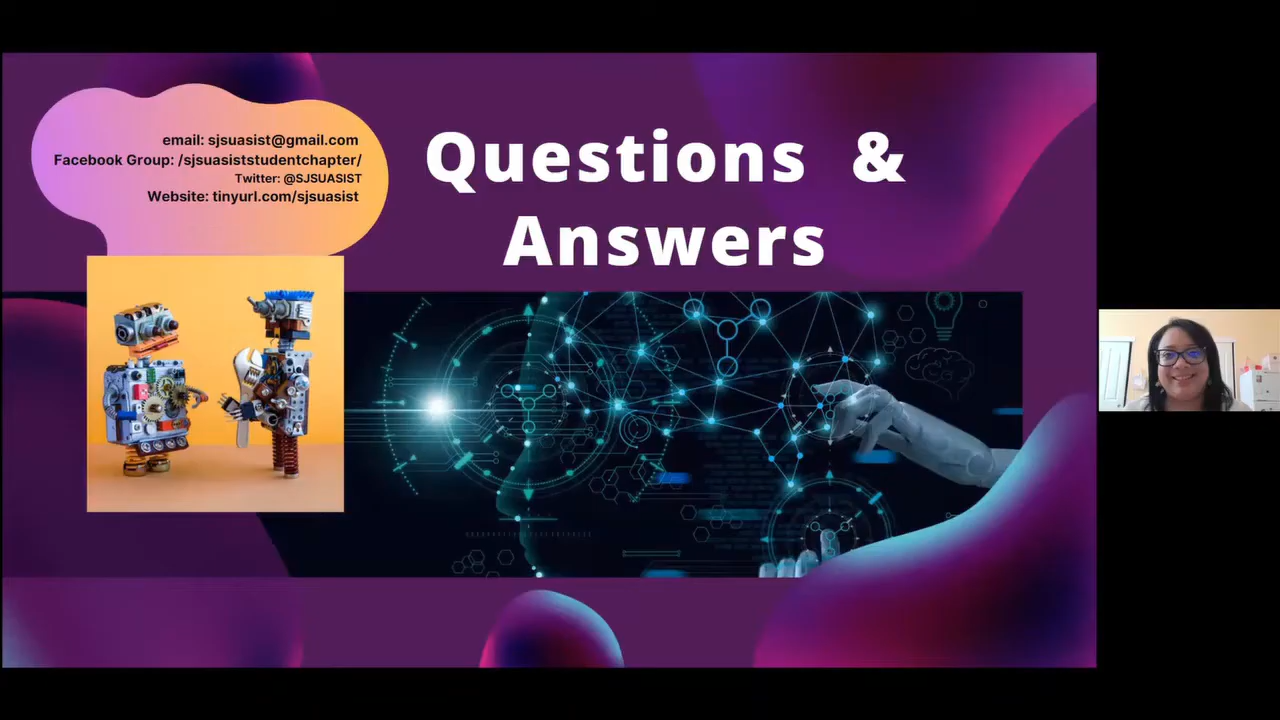 email: sjsuasist@gmail.com
Facebook Group: /sjsuasiststudentchapter/
Twitter: @SJSUASIST
Website: tinyurl.com/sjsuasist
Questions &
Answers